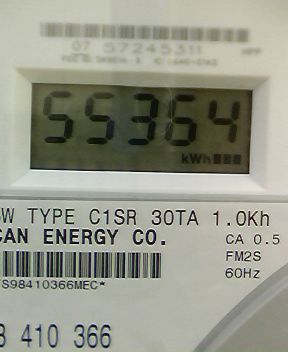 07 57245311
55364
kWh
W TYPE C1SR 30TA 1.0Kh
CAN ENERGY CO.
CA 0.5
FM2S
60Hz
TS98410366MEC*
410 366